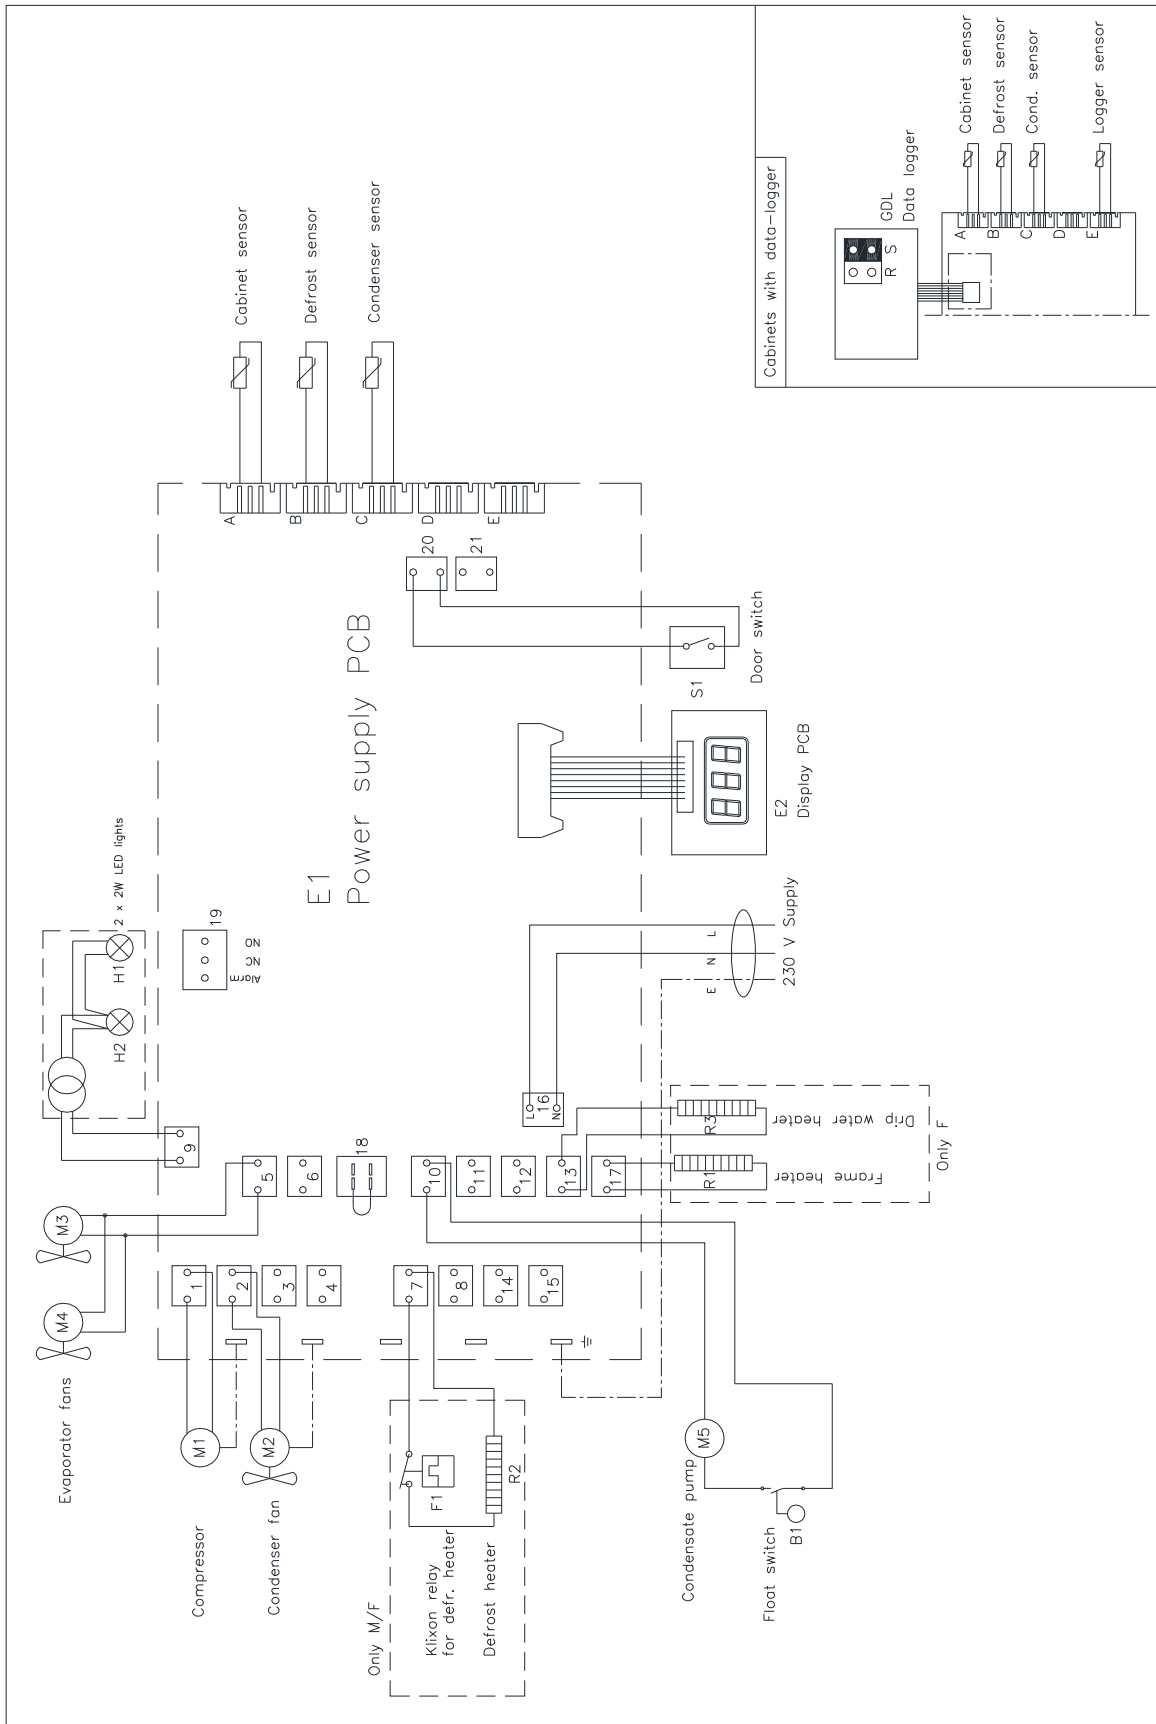 Evaporator fans
M4
M3
H2
H1
2 x 2W LED lights
Compressor
M1
Condenser fan
M2
1
2
3
4
5
6
18
9
19
Alarm
NC
NO
E1
Power supply PCB
A
B
C
D
E
Cabinet sensor
Defrost sensor
Condenser sensor
Only M/F
Klixon relay
for defr. heater
Defrost heater
F1
R2
7
8
14
15
10
11
12
13
17
L
16
N
20
21
Condensate pump
M5
Float switch
B1
R1
Frame heater
R3
Drip water heater
Only F
E
N
L
230 V Supply
E2
Display PCB
S1
Door switch
Cabinets with data-logger
R
S
GDL
Data logger
A
B
C
D
E
Cabinet sensor
Defrost sensor
Cond. sensor
Logger sensor